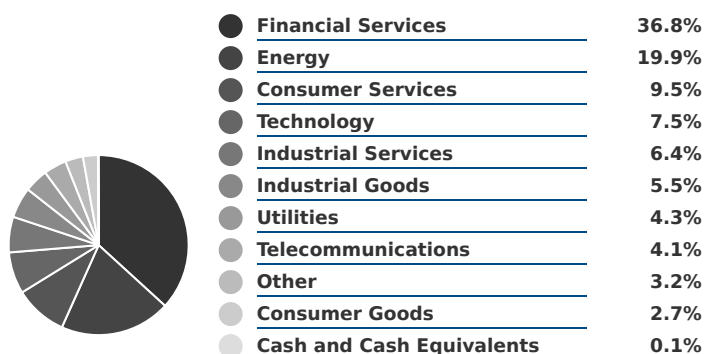 Financial Services 36.8%
Energy 19.9%
Consumer Services 9.5%
Technology 7.5%
Industrial Services 6.4%
Industrial Goods 5.5%
Utilities 4.3%
Telecommunications 4.1%
Other 3.2%
Consumer Goods 2.7%
Cash and Cash Equivalents 0.1%